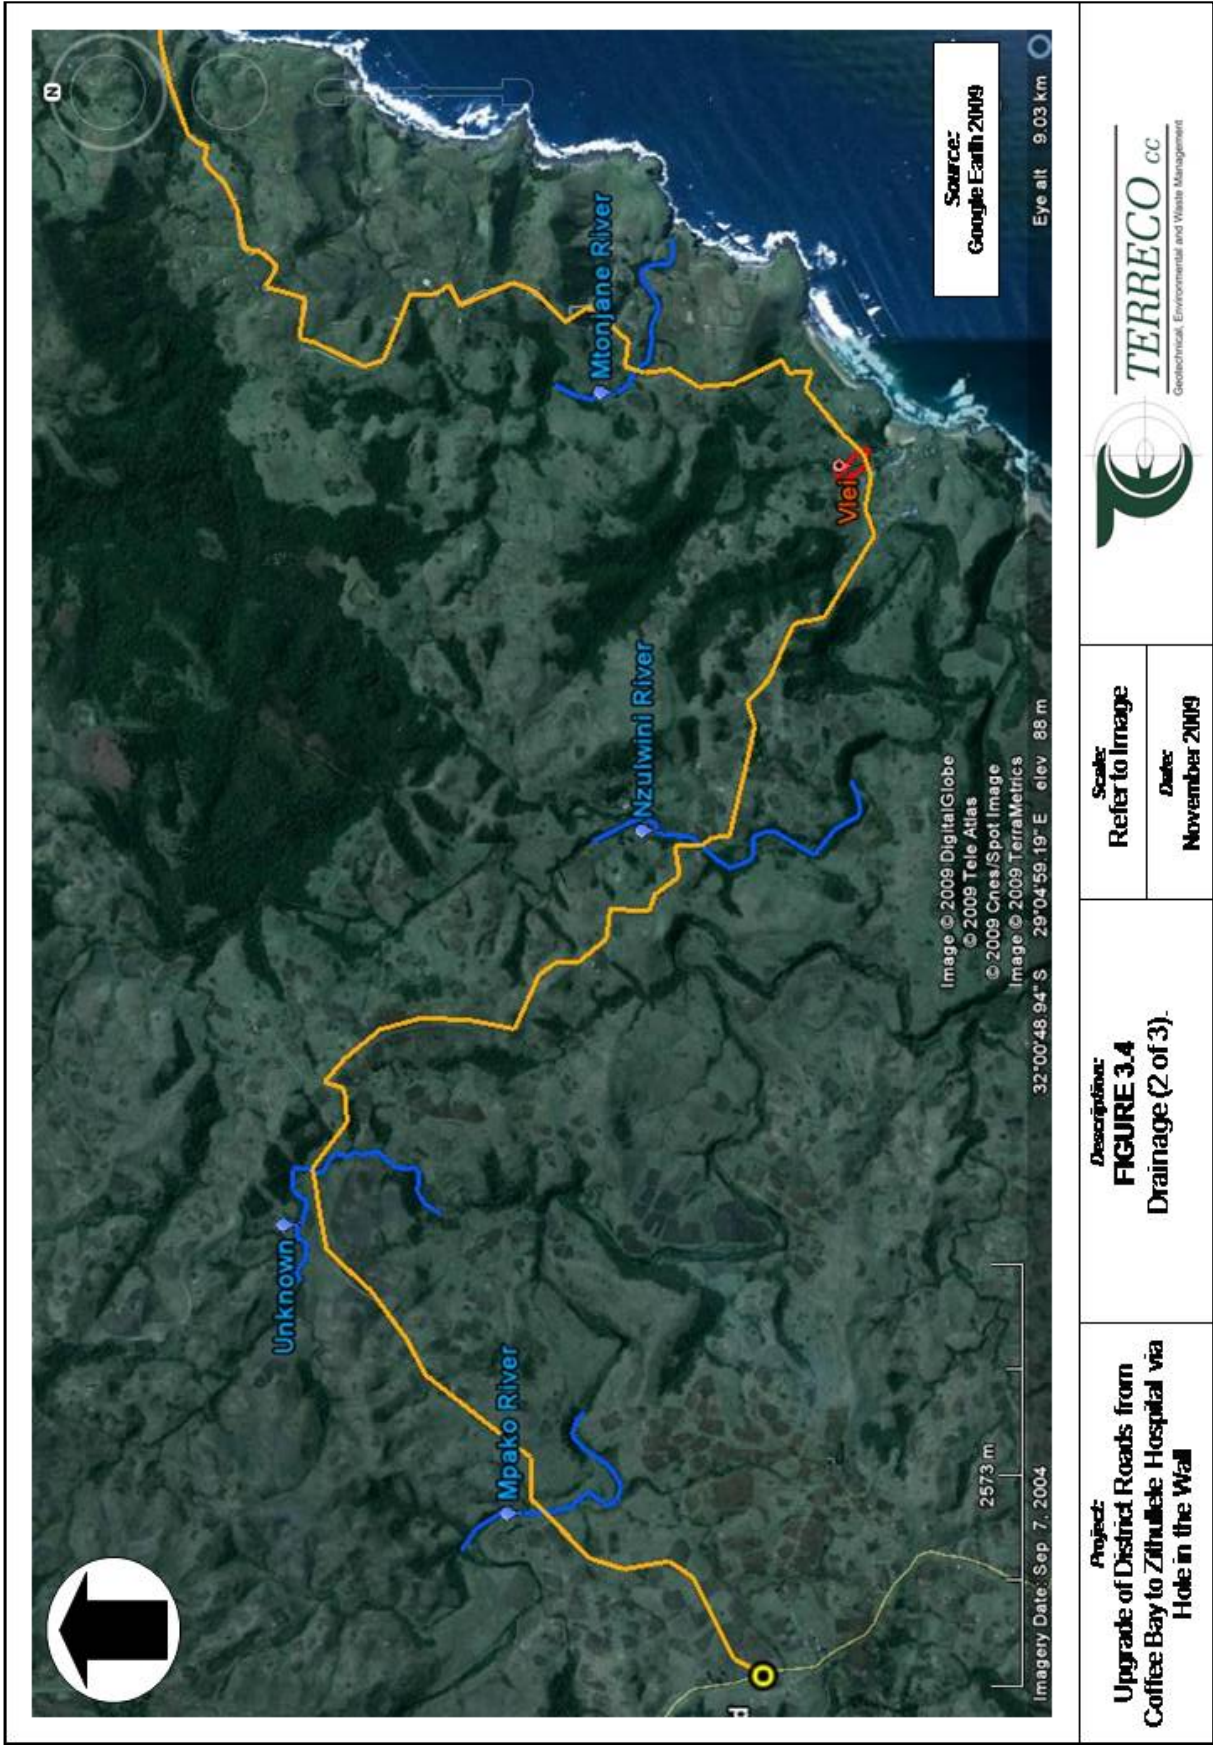 N
Unknown
Mpako River
Nzulwini River
Mtonjane River
Vlei
Source:
Google Earth 2009
Image © 2009 DigitalGlobe
© 2009 Tele Atlas
© 2009 Cnes/Spot Image
Image © 2009 TerraMetrics
2573 m
Imagery Date: Sep 7, 2004
32°00'48.94" S 29°04'59.19" E elev 88 m
Eye alt 9.03 km
Project:
Upgrade of District Roads from
Coffee Bay to Zithulele Hospital via
Hole in the Wall
Description:
FIGURE 3.4
Drainage (2 of 3).
Scale:
Refer to Image
Date:
November 2009
TERRECO cc
Geotechnical, Environmental and Waste Management